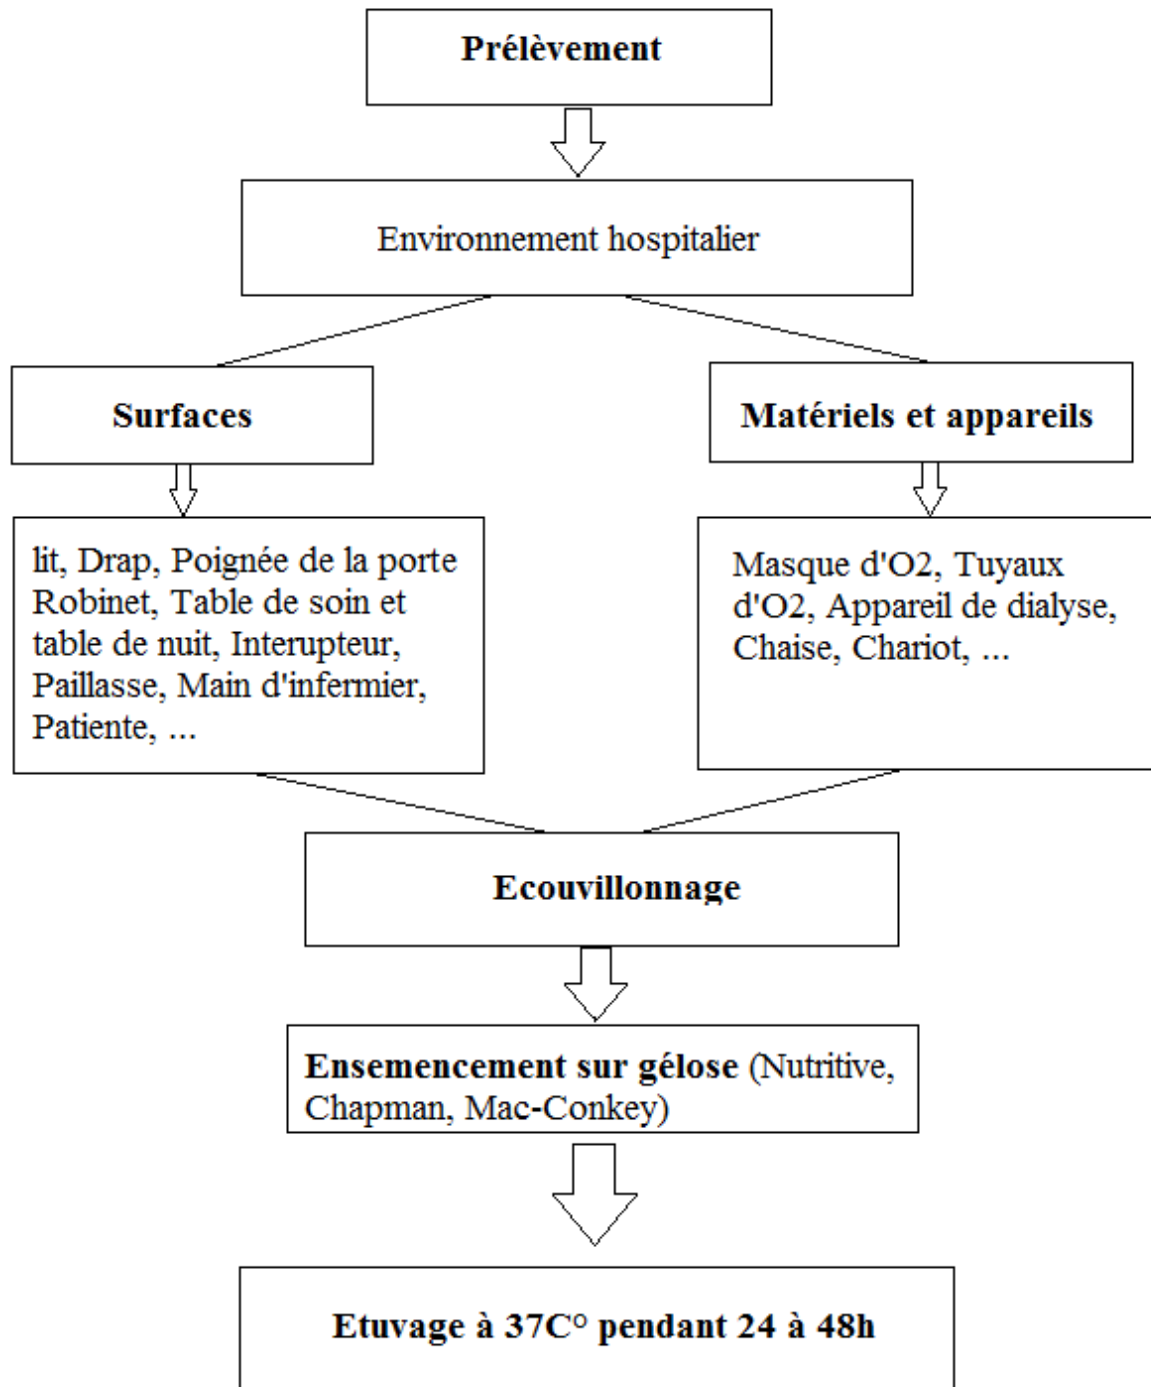 Prélèvement
Environnement hospitalier
Surfaces
Matériels et appareils
lit, Drap, Poignée de la porte
Robinet, Table de soin et
table de nuit, Interupteur,
Paillasse, Main d'infermier,
Patiente, ...
Masque d'O2, Tuyaux
d'O2, Appareil de dialyse,
Chaise, Chariot, ...
Ecouvillonnage
Ensemencement sur gélose (Nutritive,
Chapman, Mac-Conkey)
Etuvage à 37C° pendant 24 à 48h